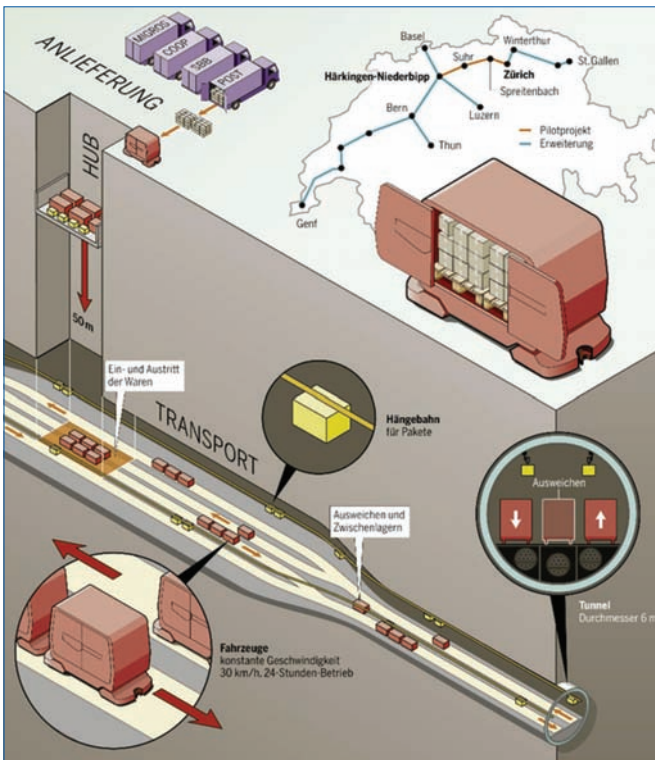 MIGROS
COOP
SBB
POST
ANLIEFERUNG
HUB
50 m
Basel
Winterthur
Suhr
St.Gallen
Härkingen-Niederbipp
Zürich
Spreitenbach
Bern
Luzern
Thun
Pilotprojekt
Erweiterung
Genf
Ein- und Austritt
der Waren
TRANSPORT
Hängebahn
für Pakete
Ausweichen und
Zwischenlagern
Ausweichen
Tunnel
Durchmesser 6 m
Fahrzeuge
konstante Geschwindigkeit
30 km/h, 24-Stunden-Betrieb